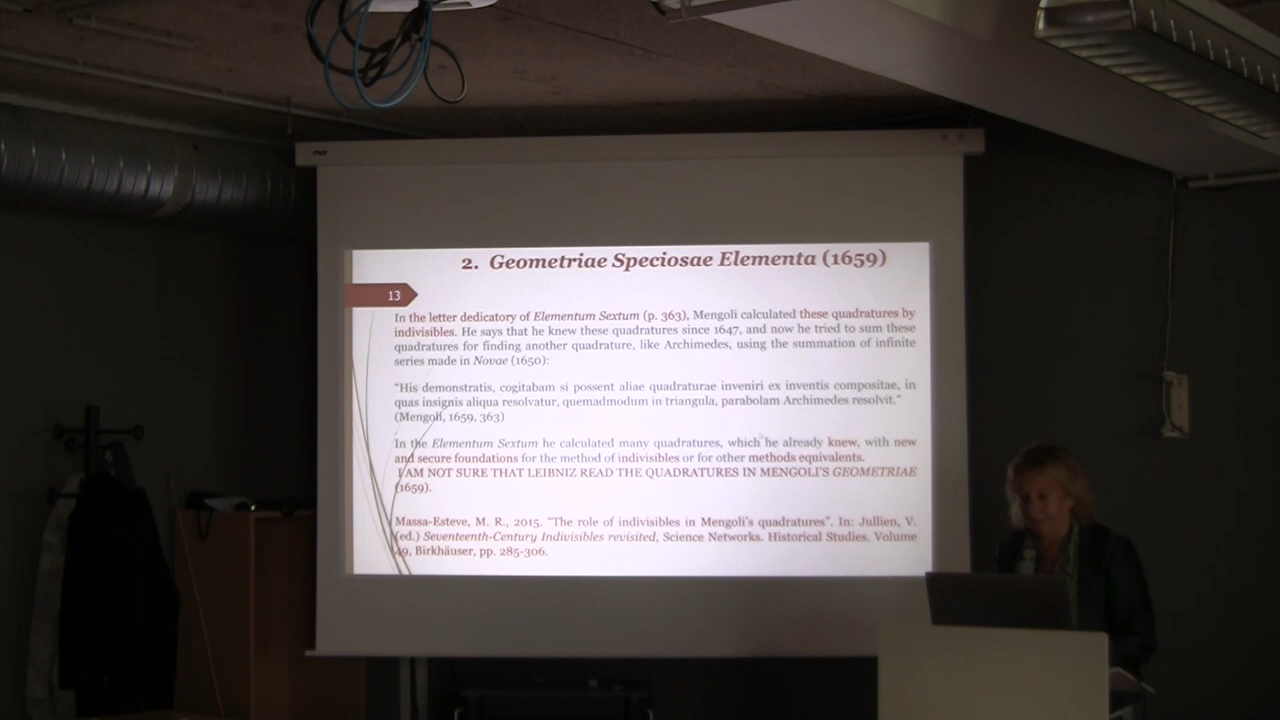 2. Geometriae Speciosae Elementa (1659)
13
In the letter dedicatory of Elementum Sextum (p. 363), Mengoli calculated these quadratures by
indivisibles. He says that he knew these quadratures since 1647, and now he tried to sum these
quadratures for finding another quadrature, like Archimedes, using the summation of infinite
series made in Novae (1650):
"His demonstratis, cogitabam si possent aliae quadraturae inveniri ex inventis compositae, in
quas insignis aliqua resolvatur, quemadmodum in triangula, parabolam Archimedes resolvit."
(Mengoli, 1659, 363)
In the Elementum Sextum he calculated many quadratures, which he already knew, with new
and secure foundations for the method of indivisibles or for other methods equivalents.
I AM NOT SURE THAT LEIBNIZ READ THE QUADRATURES IN MENGOLI'S GEOMETRIAE
(1659).
Massa-Esteve, M. R., 2015. "The role of indivisibles in Mengoli's quadratures". In: Jullien, V.
(ed.) Seventeenth-Century Indivisibles revisited, Science Networks. Historical Studies. Volume
49, Birkhäuser, pp. 285-306.